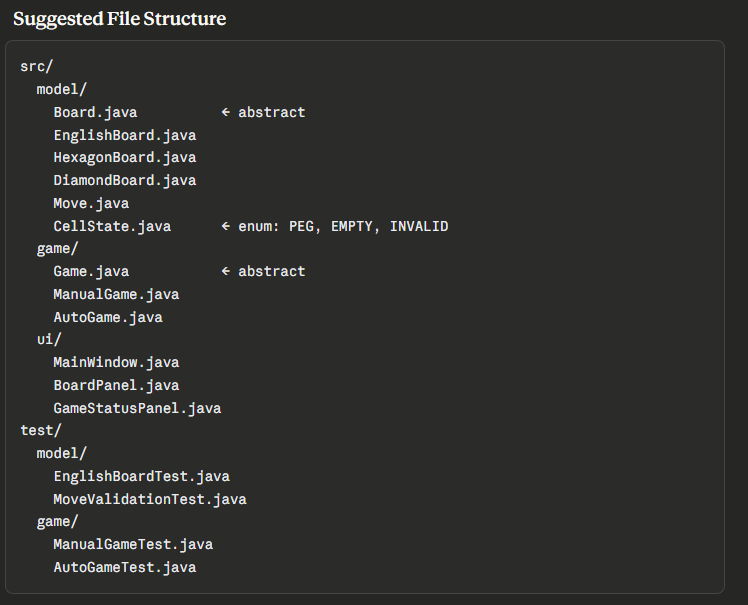 Suggested File Structure
src/
model/
Board.java ← abstract
EnglishBoard.java
HexagonBoard.java
DiamondBoard.java
Move.java
CellState.java ← enum: PEG, EMPTY, INVALID
game/
Game.java ← abstract
ManualGame.java
AutoGame.java
ui/
MainWindow.java
BoardPanel.java
GameStatusPanel.java
test/
model/
EnglishBoardTest.java
MoveValidationTest.java
game/
ManualGameTest.java
AutoGameTest.java